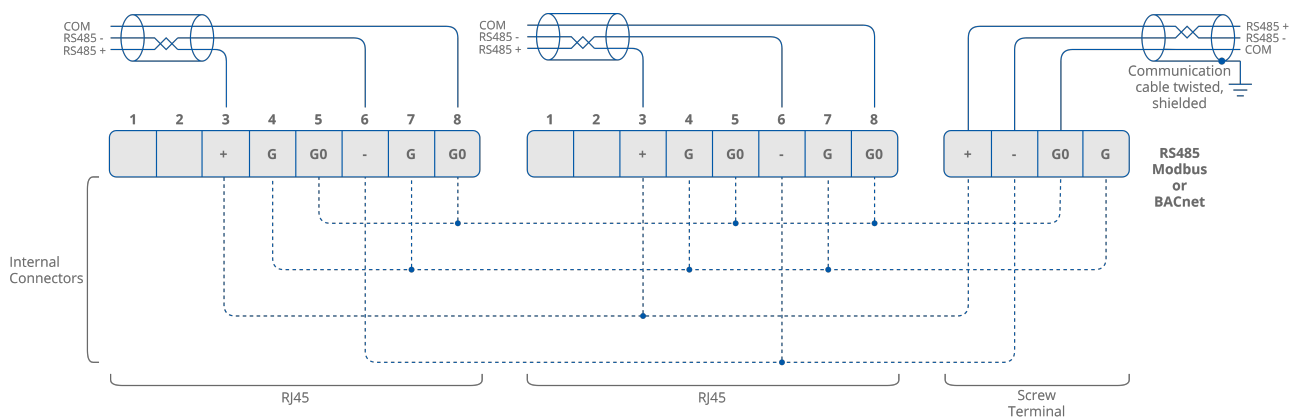 COM
RS485 -
RS485 +
COM
RS485 -
RS485 +
RS485 +
RS485 -
COM
Communication
cable twisted,
shielded
1 2 3 4 5 6 7 8
1 2 3 4 5 6 7 8
+ G G0 - G G0
+ G G0 - G G0
+ - G0 G
RS485
Modbus
or
BACnet
Internal
Connectors
RJ45
RJ45
Screw
Terminal